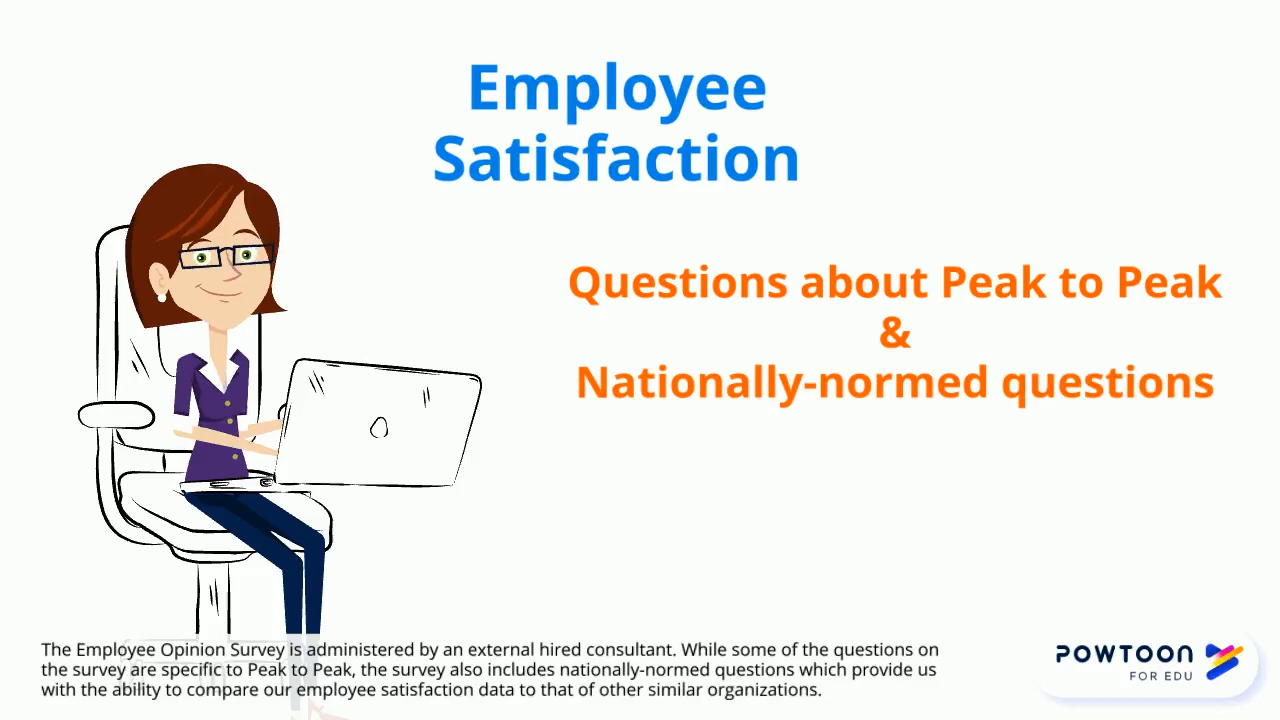 Employee
Satisfaction
Questions about Peak to Peak
&
Nationally-normed questions
The Employee Opinion Survey is administered by an external hired consultant. While some of the questions on
the survey are specific to Peak to Peak, the survey also includes nationally-normed questions which provide us
with the ability to compare our employee satisfaction data to that of other similar organizations.
POWTOON
FOR EDU